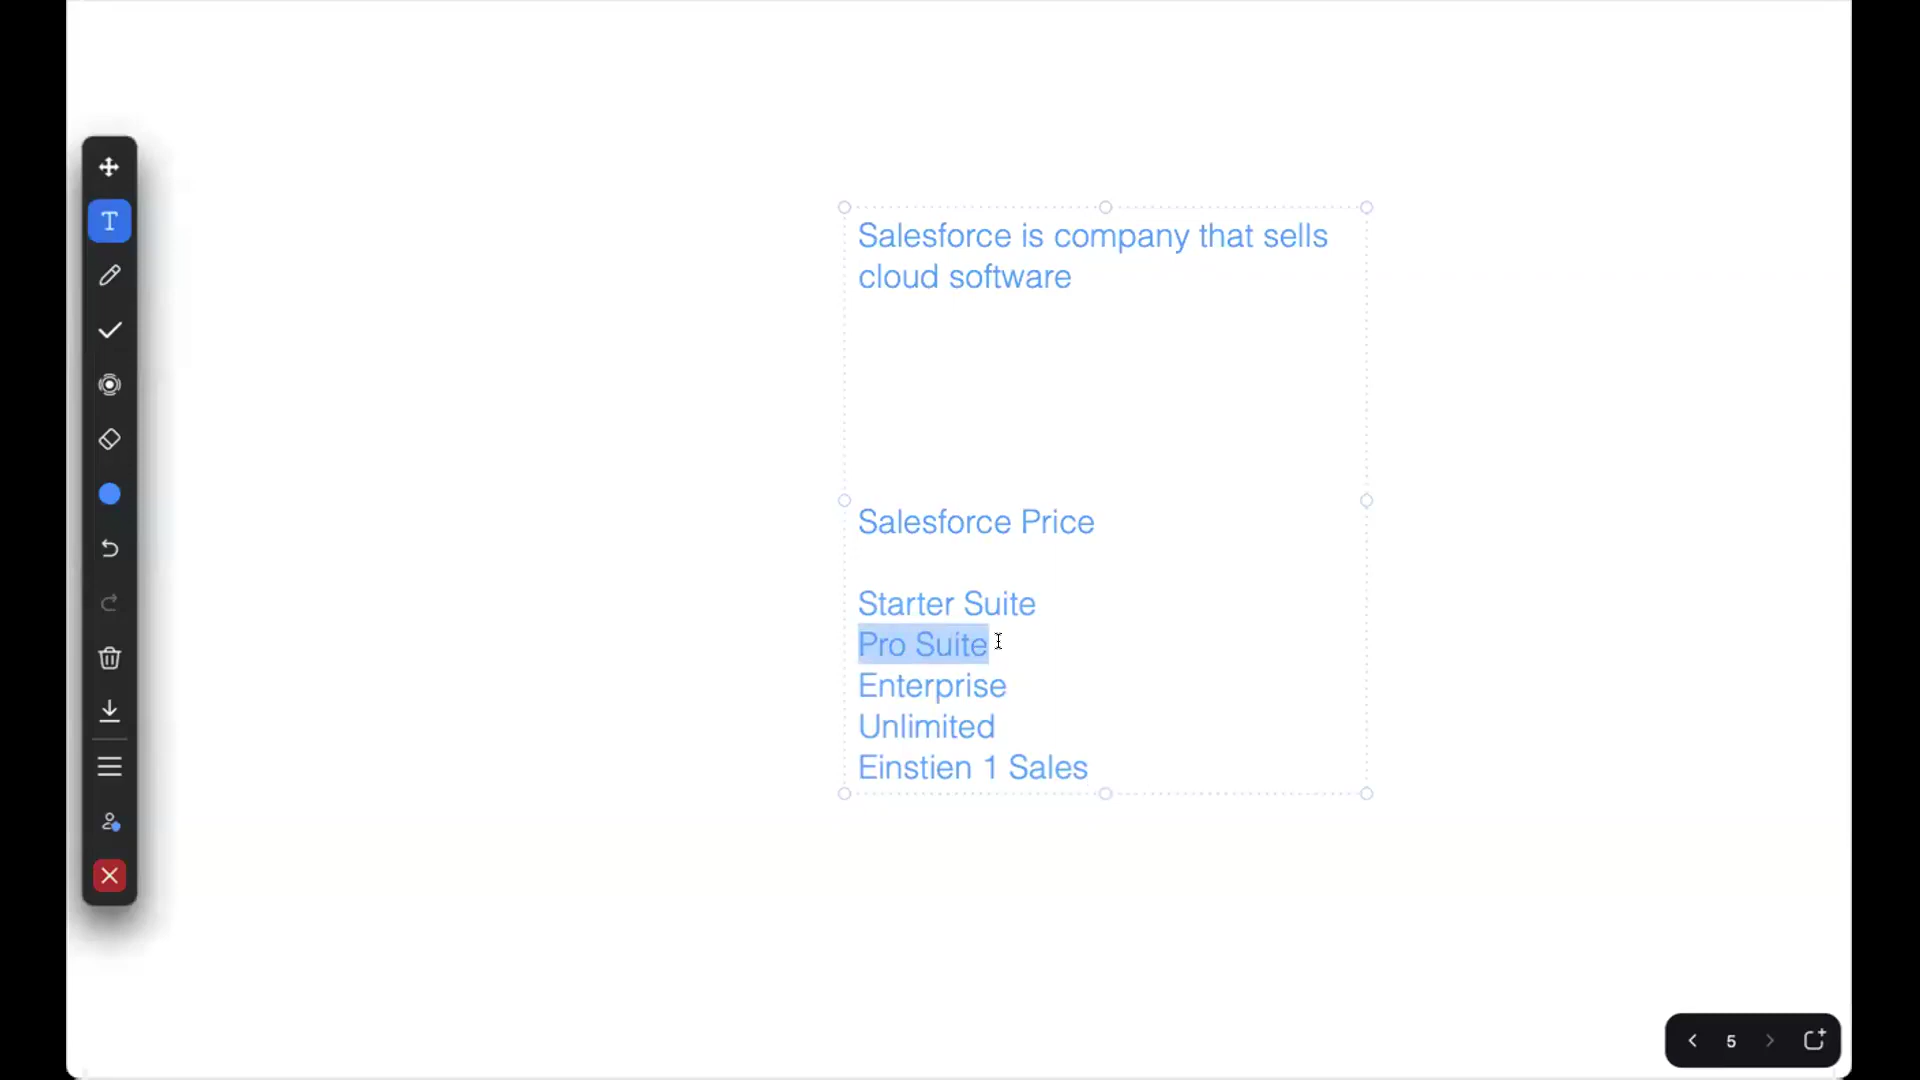 Salesforce is company that sells
cloud software
Salesforce Price
Starter Suite
Pro Suite
Enterprise
Unlimited
Einstien 1 Sales
T
5